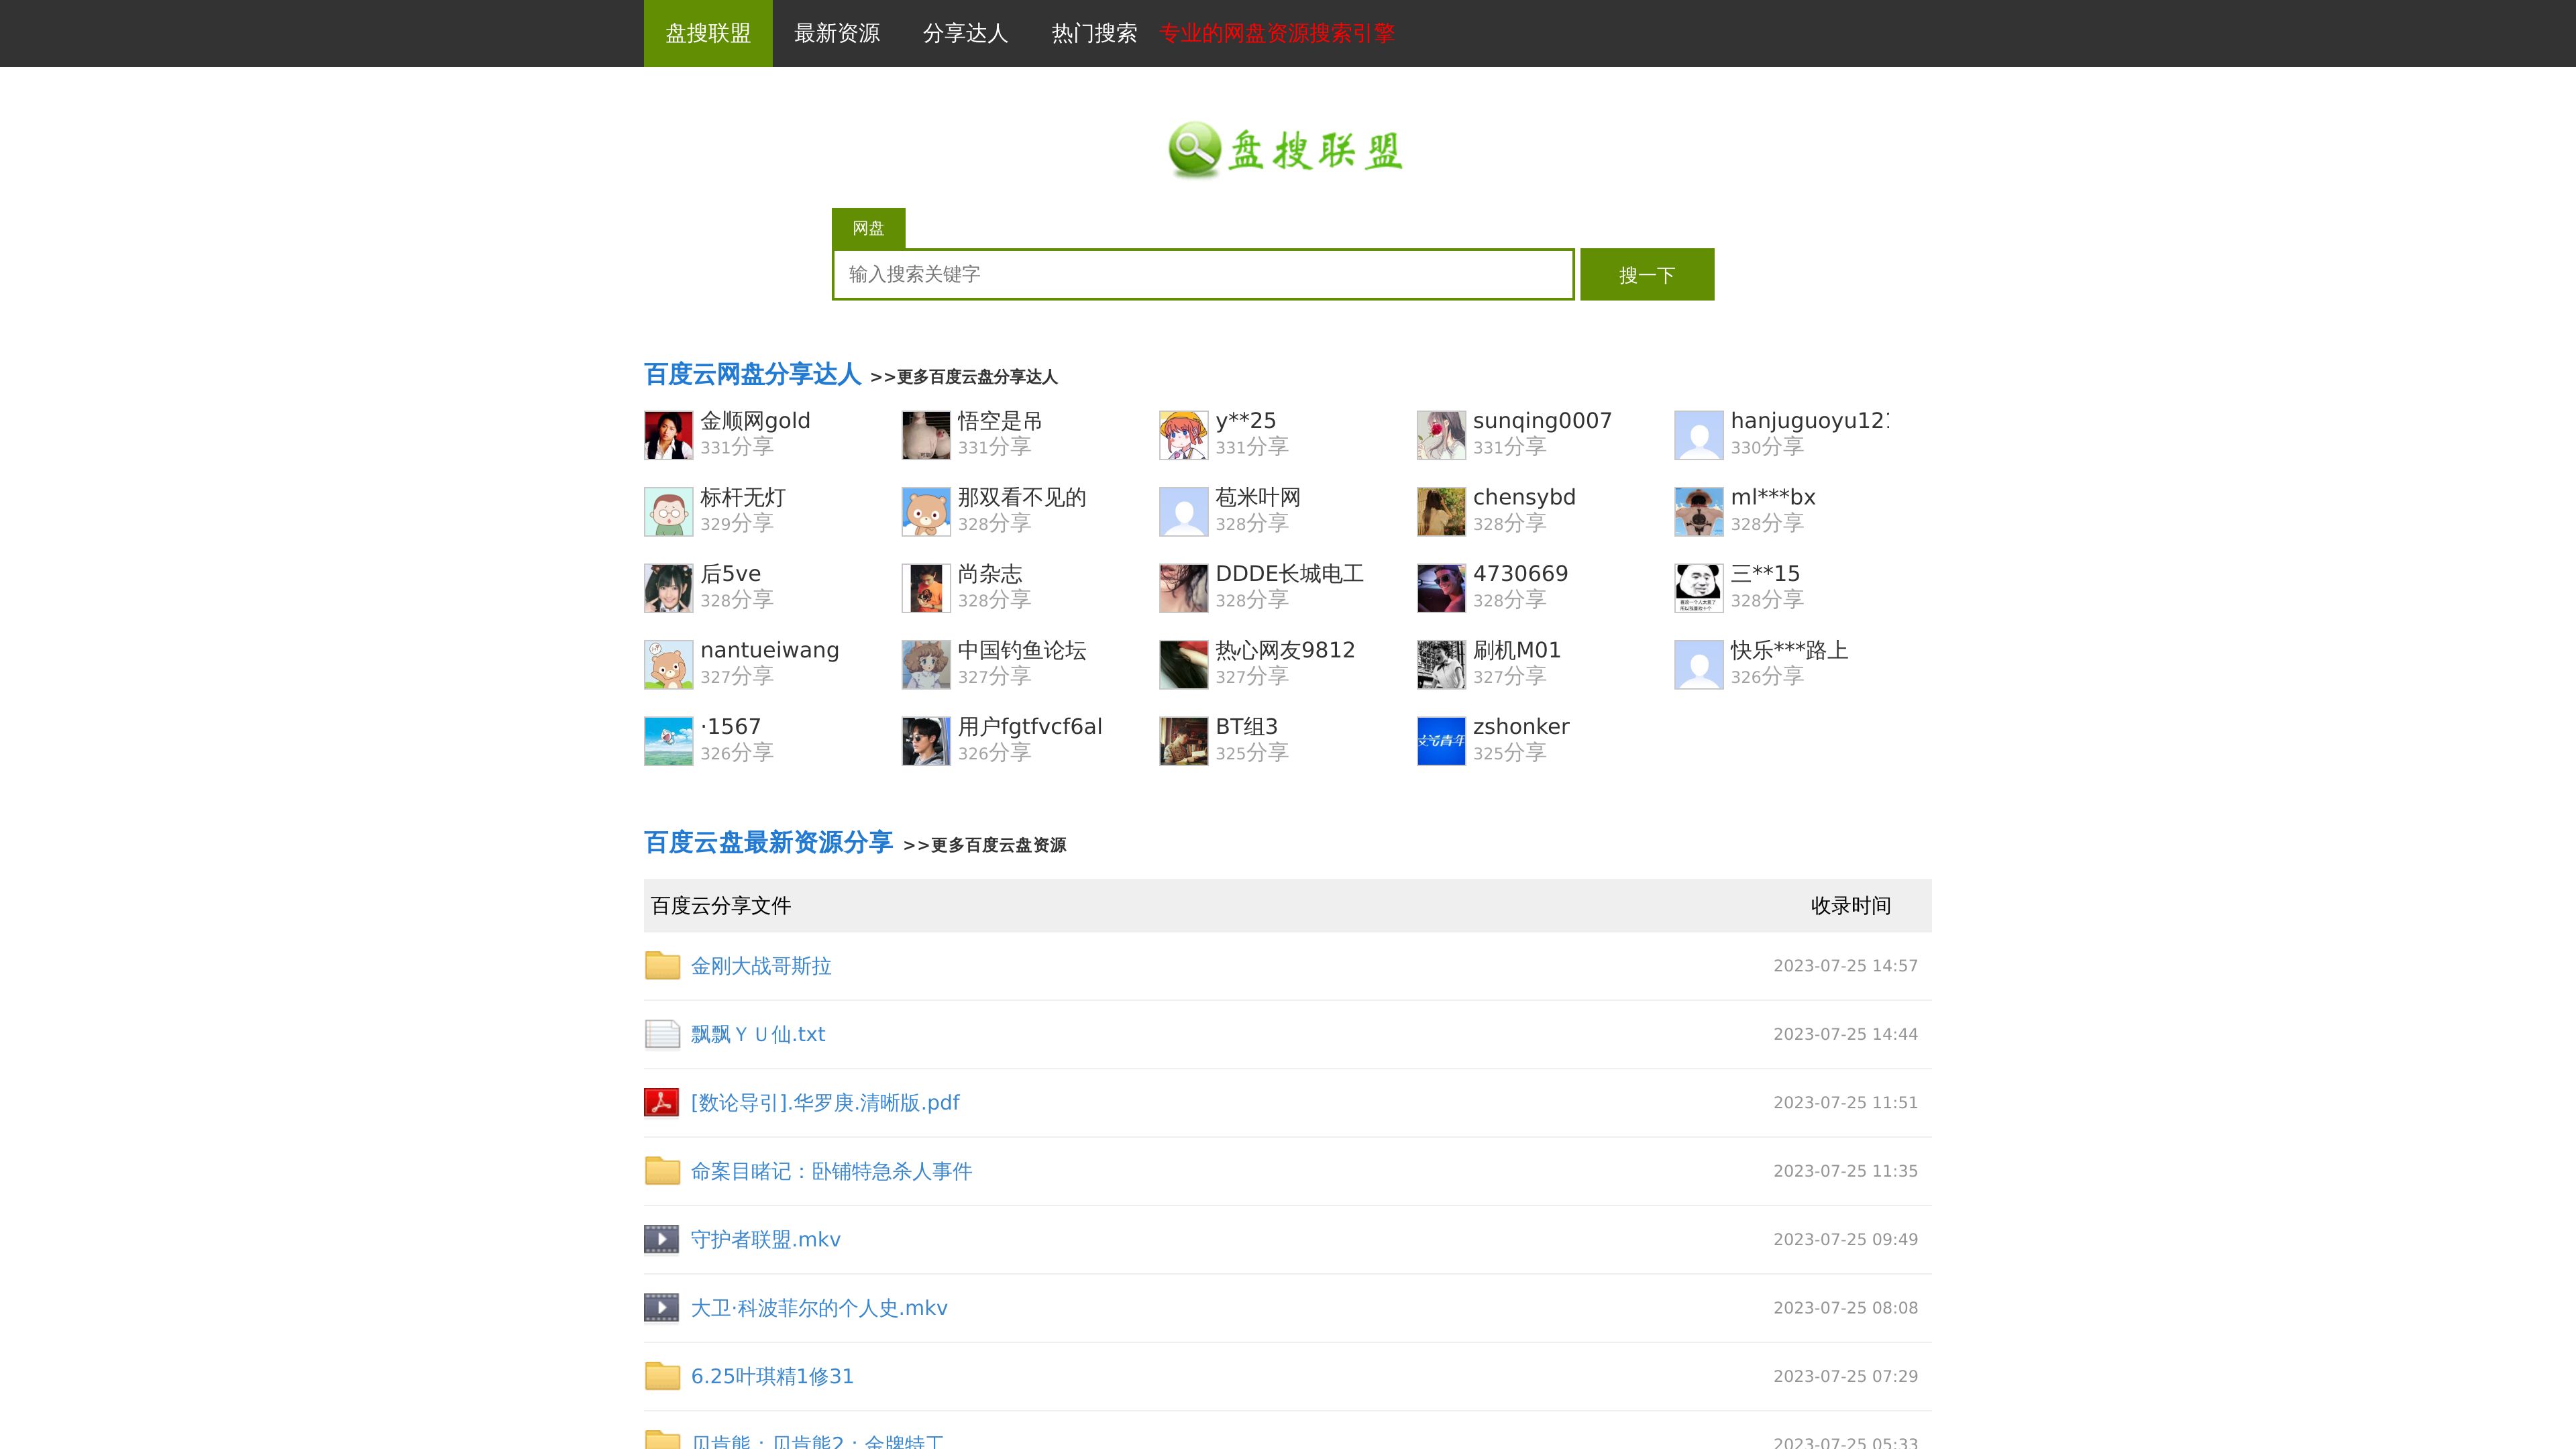 盘搜联盟 最新资源 分享达人 热门搜索 专业的网盘资源搜索引擎
盘搜联盟
网盘
输入搜索关键字 搜一下
百度云网盘分享达人 >>更多百度云盘分享达人
金顺网gold 悟空是吊 y**25 sunqing0007 hanjuguoyu121
331分享 331分享 331分享 331分享 330分享
标杆无灯 那双看不见的 苞米叶网 chensybd ml***bx
329分享 328分享 328分享 328分享 328分享
后5ve 尚杂志 DDDE长城电工 4730669 三**15
328分享 328分享 328分享 328分享 328分享
nantueiwang 中国钓鱼论坛 热心网友9812 刷机M01 快乐***路上
327分享 327分享 327分享 327分享 326分享
·1567 用户fgtfvcf6al BT组3 zshonker
326分享 326分享 325分享 325分享
百度云盘最新资源分享 >>更多百度云盘资源
百度云分享文件 收录时间
金刚大战哥斯拉 2023-07-25 14:57
飘飘ＹＵ仙.txt 2023-07-25 14:44
[数论导引].华罗庚.清晰版.pdf 2023-07-25 11:51
命案目睹记：卧铺特急杀人事件 2023-07-25 11:35
守护者联盟.mkv 2023-07-25 09:49
大卫·科波菲尔的个人史.mkv 2023-07-25 08:08
6.25叶琪精1修31 2023-07-25 07:29
贝肯熊：贝肯熊2：金牌特工 2023-07-25 05:33